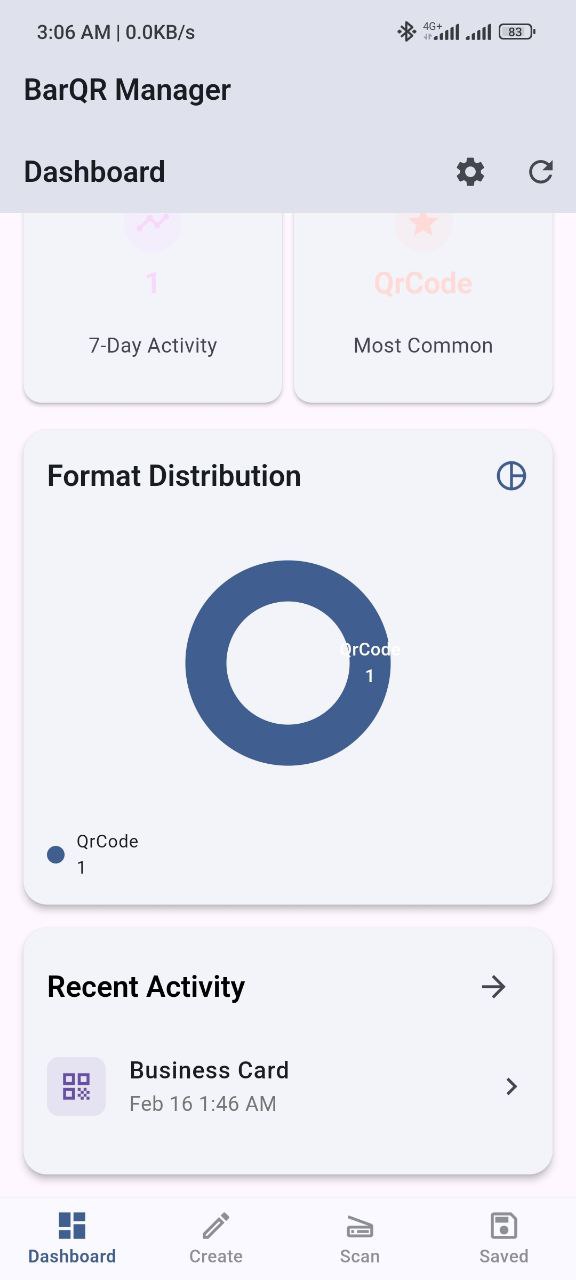 3:06 AM | 0.0KB/s
4G+
83
BarQR Manager
Dashboard
1
QrCode
7-Day Activity
Most Common
Format Distribution
QrCode
1
QrCode
1
Recent Activity
Business Card
Feb 16 1:46 AM
Dashboard
Create
Scan
Saved